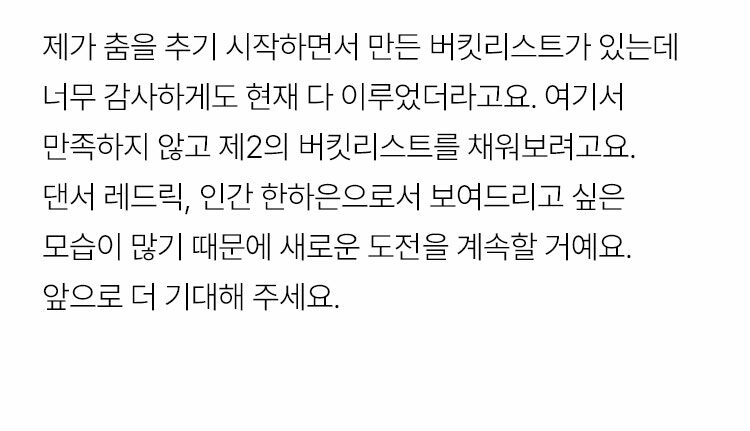 제가 춤을 추기 시작하면서 만든 버킷리스트가 있는데
너무 감사하게도 현재 다 이루었더라고요. 여기서
만족하지 않고 제2의 버킷리스트를 채워보려고요.
댄서 레드릭, 인간 한하은으로서 보여드리고 싶은
모습이 많기 때문에 새로운 도전을 계속할 거예요.
앞으로 더 기대해 주세요.